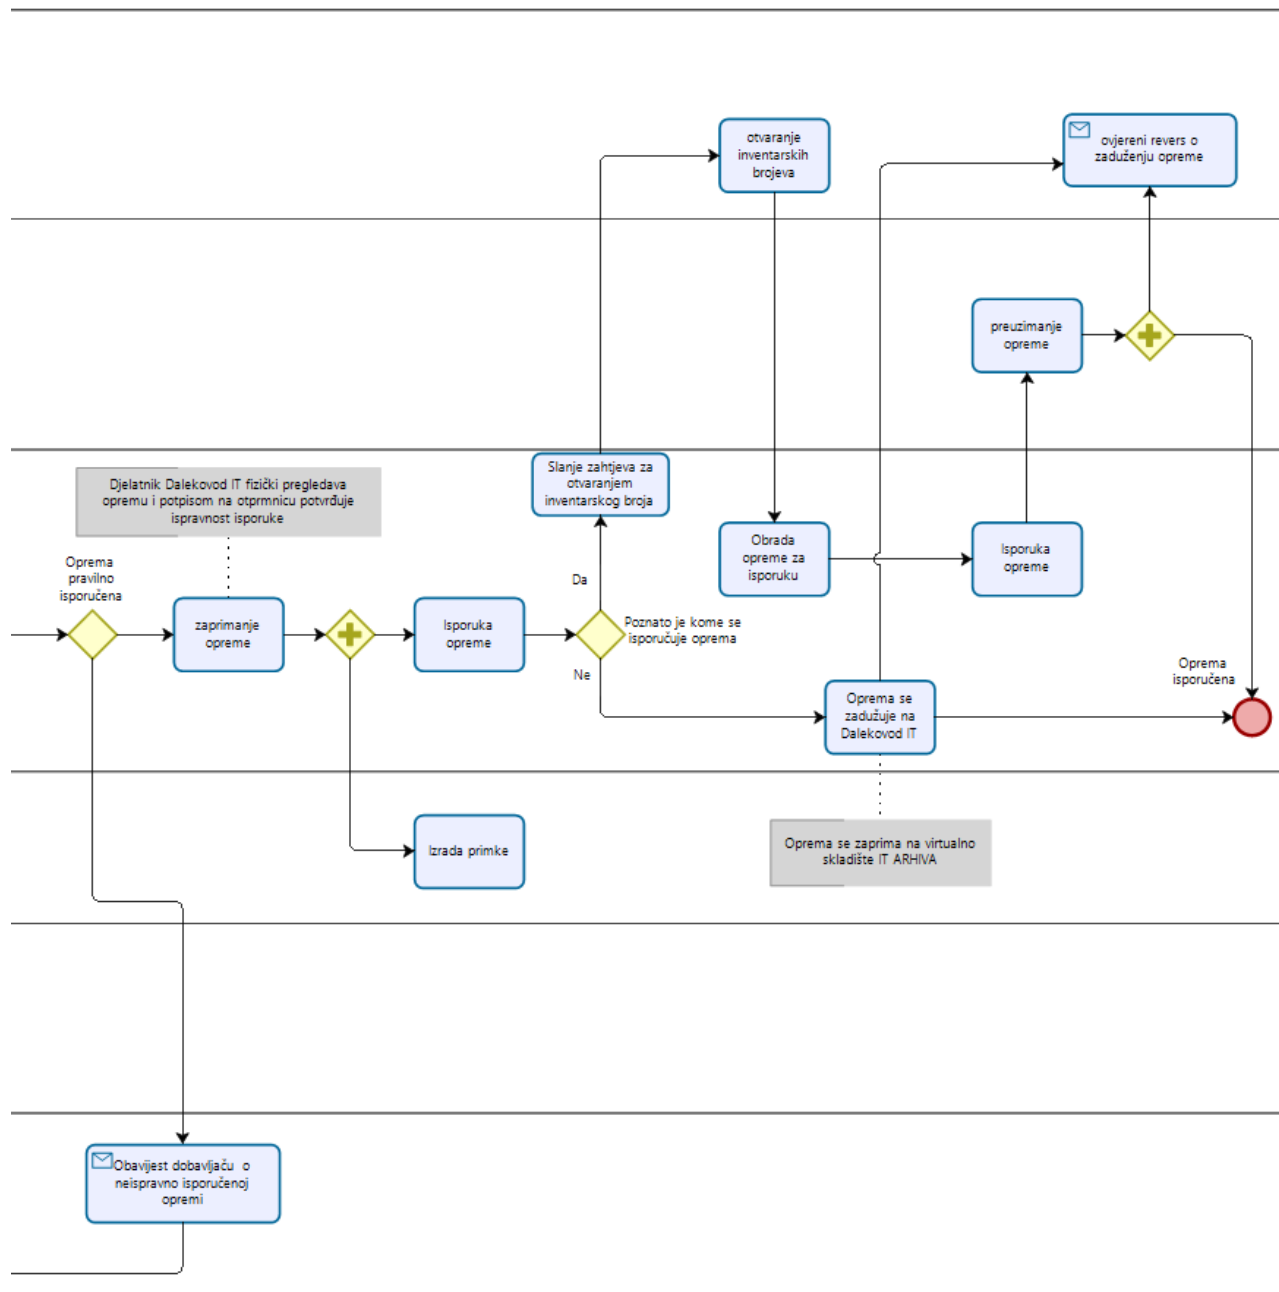 otvaranje
inventarskih
brojeva
ovjereni revers o
zaduženju opreme
preuzimanje
opreme
Slanje zahtjeva za
otvaranjem
inventarskog broja
Djelatnik Dalekovod IT fizički pregledava
opremu i potpisom na otprmnicu potvrđuje
ispravnost isporuke
Obrada
opreme za
isporuku
Isporuka
opreme
Oprema
pravilno
isporučena
Da
zaprimanje
opreme
Isporuka
opreme
Poznato je kome se
isporučuje oprema
Ne
Oprema
isporučena
Oprema se
zadužuje na
Dalekovod IT
Izrada primke
Oprema se zaprima na virtualno
skladište IT ARHIVA
Obavijest dobavljaču o
neispravno isporučenoj
opremi